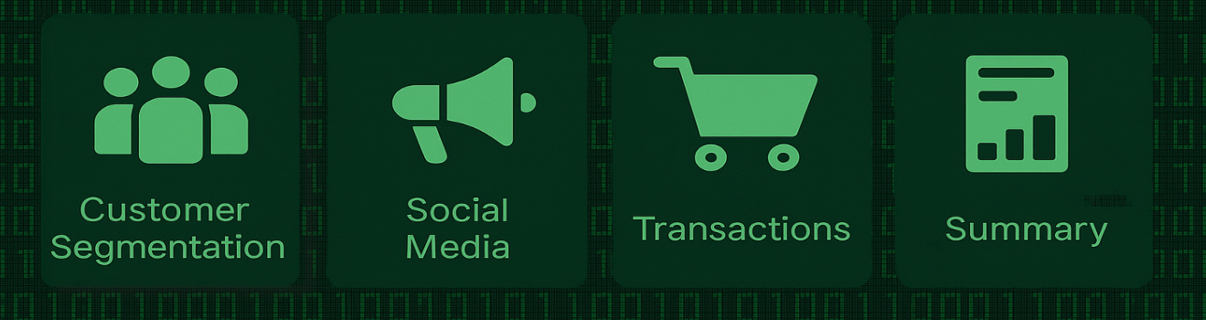 Customer
Segmentation
Social
Media
Transactions
Summary